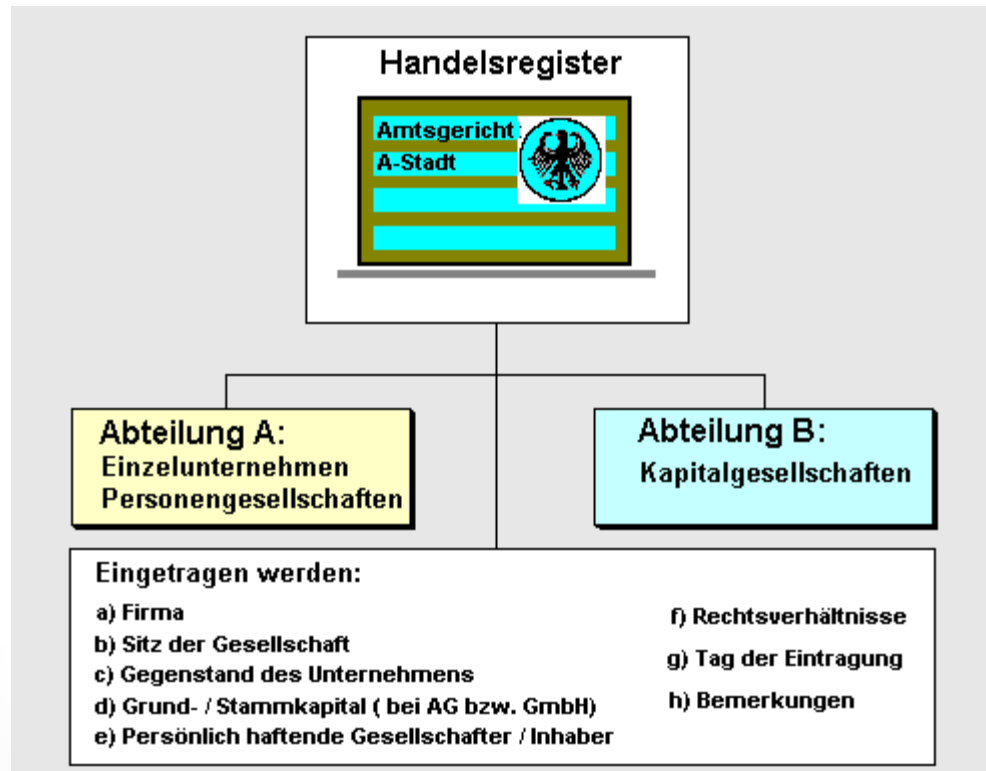 Handelsregister
Amtsgericht:
A-Stadt
Abteilung A:
Einzelunternehmen
Personengesellschaften
Abteilung B:
Kapitalgesellschaften
Eingetragen werden:
a) Firma
b) Sitz der Gesellschaft
c) Gegenstand des Unternehmens
d) Grund- / Stammkapital ( bei AG bzw. GmbH)
e) Persönlich haftende Gesellschafter / Inhaber
f) Rechtsverhältnisse
g) Tag der Eintragung
h) Bemerkungen